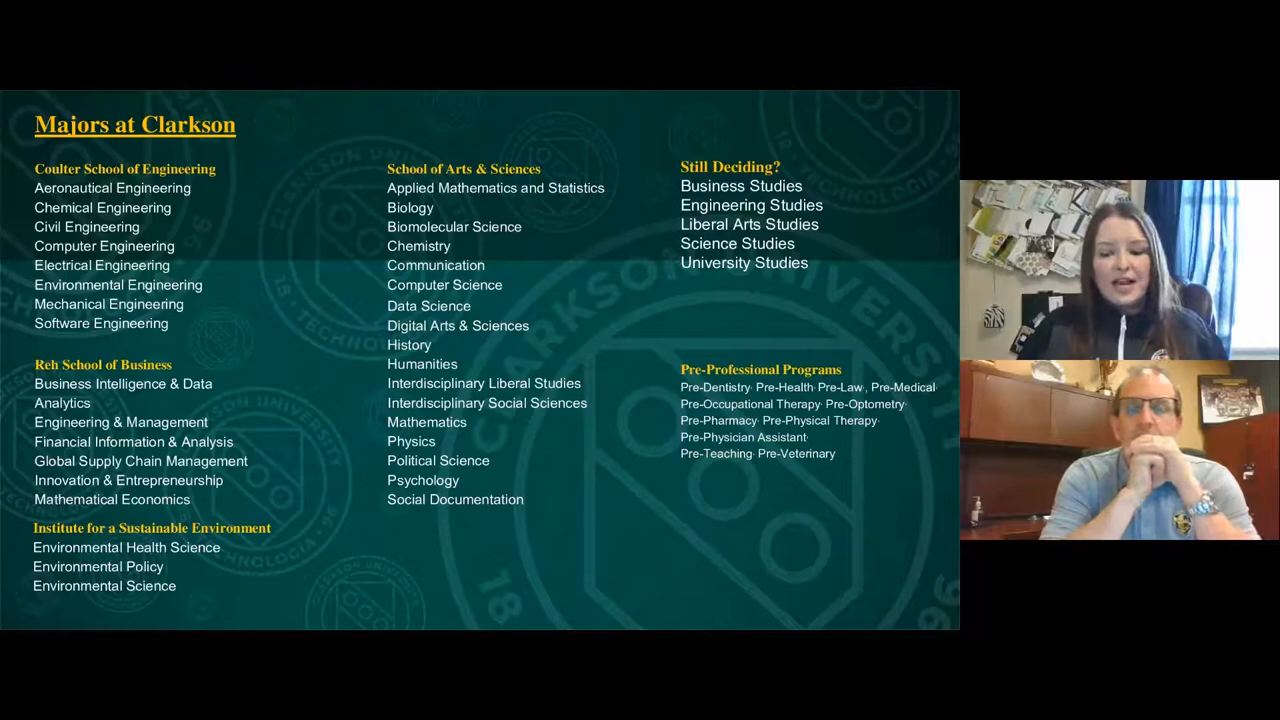 Majors at Clarkson
Coulter School of Engineering
Aeronautical Engineering
Chemical Engineering
Civil Engineering
Computer Engineering
Electrical Engineering
Environmental Engineering
Mechanical Engineering
Software Engineering
Reh School of Business
Business Intelligence & Data
Analytics
Engineering & Management
Financial Information & Analysis
Global Supply Chain Management
Innovation & Entrepreneurship
Mathematical Economics
Institute for a Sustainable Environment
Environmental Health Science
Environmental Policy
Environmental Science
School of Arts & Sciences
Applied Mathematics and Statistics
Biology
Biomolecular Science
Chemistry
Communication
Computer Science
Data Science
Digital Arts & Sciences
History
Humanities
Interdisciplinary Liberal Studies
Interdisciplinary Social Sciences
Mathematics
Physics
Political Science
Psychology
Social Documentation
Still Deciding?
Business Studies
Engineering Studies
Liberal Arts Studies
Science Studies
University Studies
Pre-Professional Programs
Pre-Dentistry· Pre-Health· Pre-Law·, Pre-Medical·
Pre-Occupational Therapy· Pre-Optometry·
Pre-Pharmacy· Pre-Physical Therapy·
Pre-Physician Assistant·
Pre-Teaching· Pre-Veterinary
CLARKSON UNIVERSITY
18
96